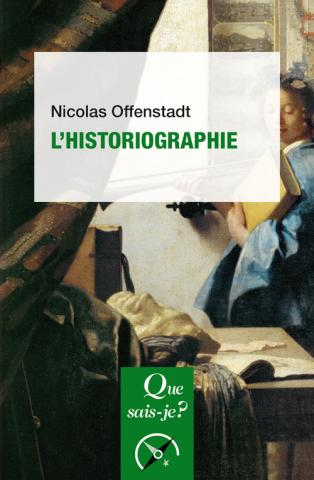 Nicolas Offenstadt
L'HISTORIOGRAPHIE
Que
sais-je?